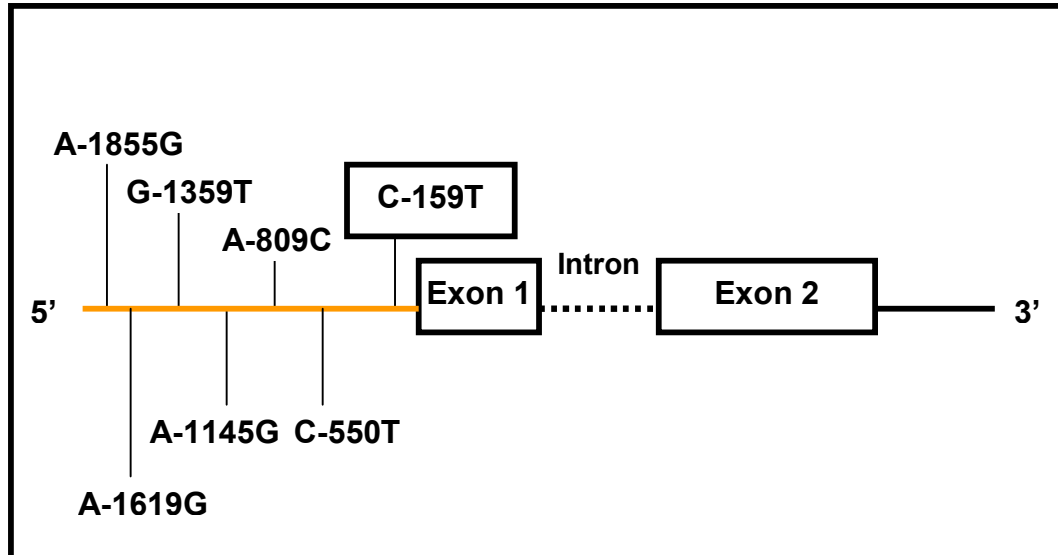 A-1855G
G-1359T
C-159T
A-809C
Intron
Exon 1
Exon 2
5’
3’
A-1145G
C-550T
A-1619G